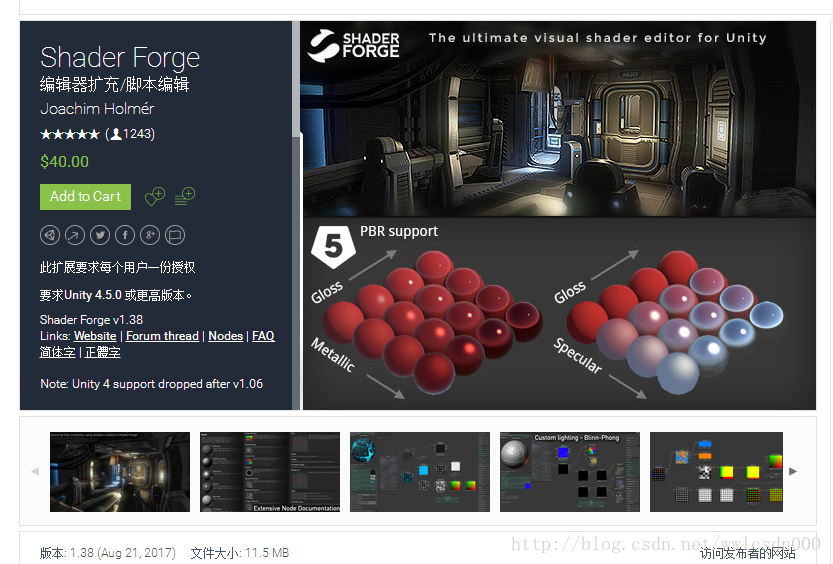 Shader Forge
编辑器扩充/脚本编辑
Joachim Holmér
★★★★★ (1243)
$40.00
Add to Cart
此扩展要求每个用户一份授权
要求Unity 4.5.0 或更高版本。
Shader Forge v1.38
Links: Website | Forum thread | Nodes | FAQ
简体字 | 正體字
Note: Unity 4 support dropped after v1.06
SHADER
FORGE
The ultimate visual shader editor for Unity
5 PBR support
Gloss
Metallic
Gloss
Specular
Extensive Node Documentation
Custom lighting - Blinn-Phong
版本: 1.38 (Aug 21, 2017) 文件大小: 11.5 MB
访问发布者的网站
http://blog.csdn.net/wwlcsdn000